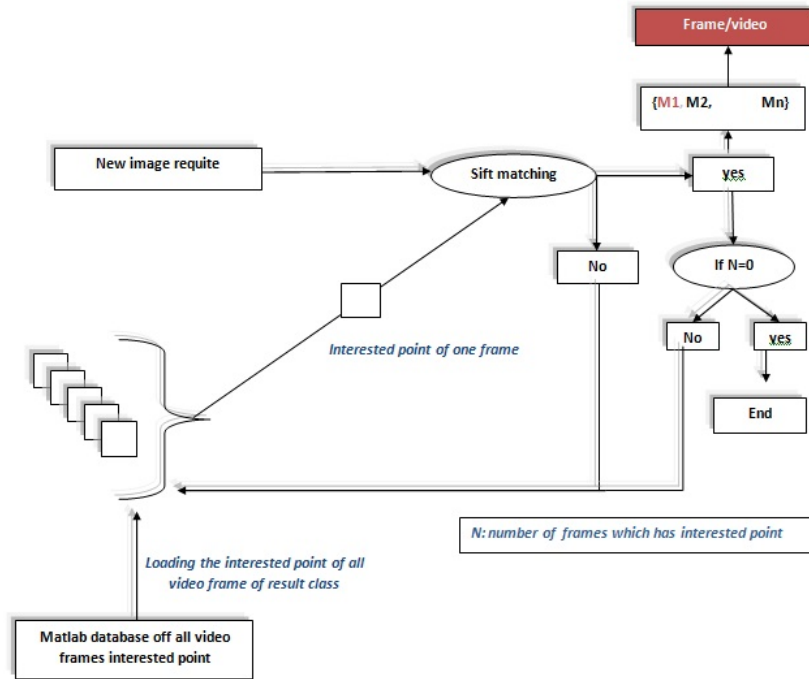 Frame/video
{M1, M2, Mn}
New image requite
Sift matching
yes
No
If N=0
Interested point of one frame
No
yes
End
N: number of frames which has interested point
Loading the interested point of all
video frame of result class
Matlab database off all video
frames interested point